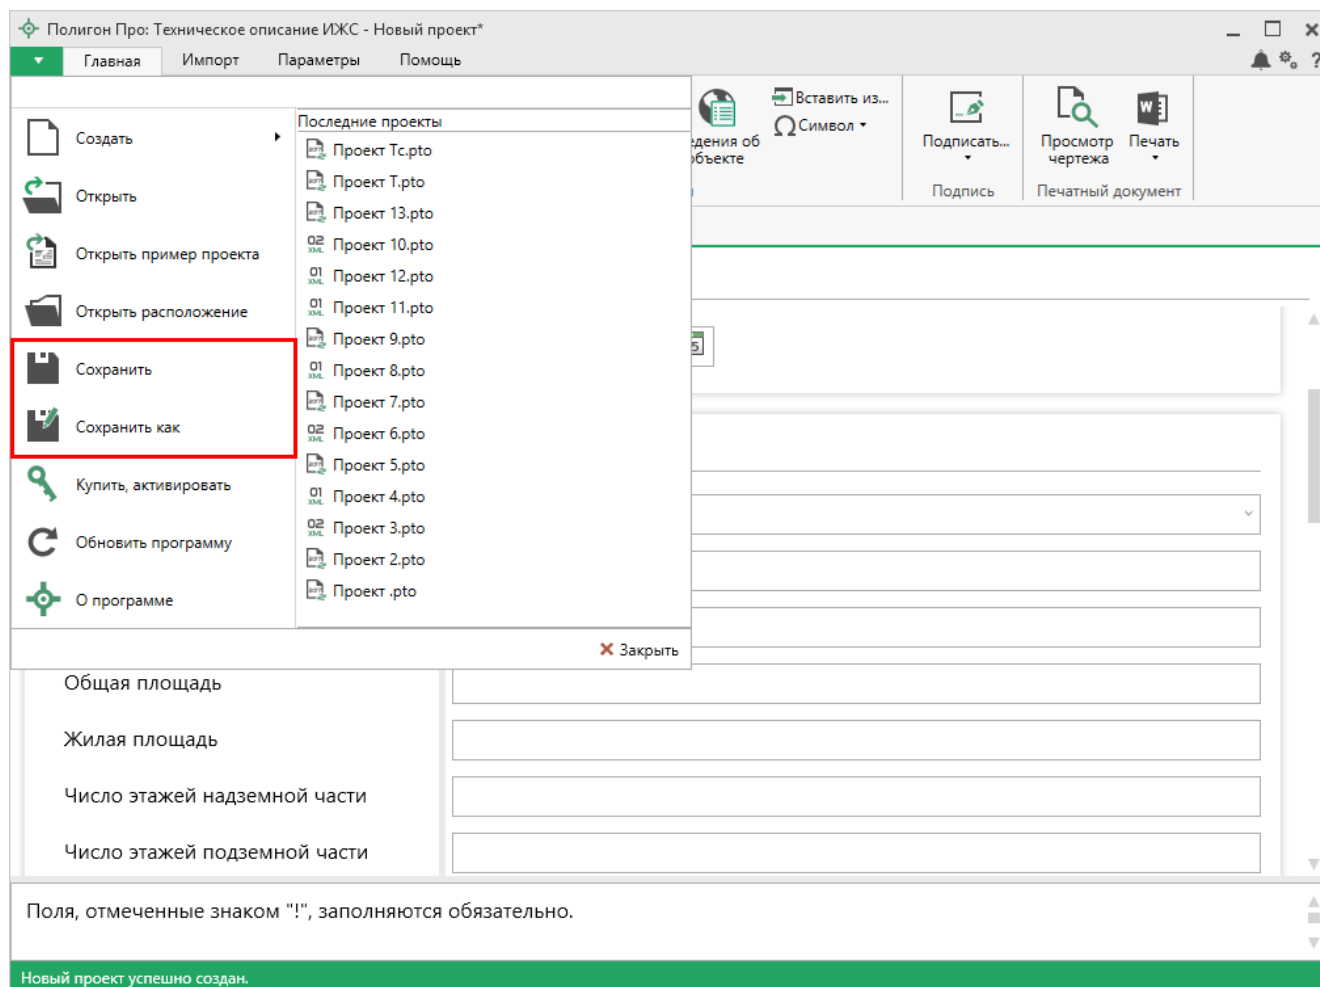 Полигон Про: Техническое описание ИЖС - Новый проект*
Главная Импорт Параметры Помощь
Создать
Открыть
Открыть пример проекта
Открыть расположение
Сохранить
Сохранить как
Купить, активировать
Обновить программу
О программе
Последние проекты
Проект Тс.pto
Проект Т.pto
Проект 13.pto
Проект 10.pto
Проект 12.pto
Проект 11.pto
Проект 9.pto
Проект 8.pto
Проект 7.pto
Проект 6.pto
Проект 5.pto
Проект 4.pto
Проект 3.pto
Проект 2.pto
Проект .pto
Закрыть
Вставить из...
Символ
Подписать...
Подпись
Просмотр
чертежа
Печать
Печатный документ
Общая площадь
Жилая площадь
Число этажей надземной части
Число этажей подземной части
Поля, отмеченные знаком "!", заполняются обязательно.
Новый проект успешно создан.